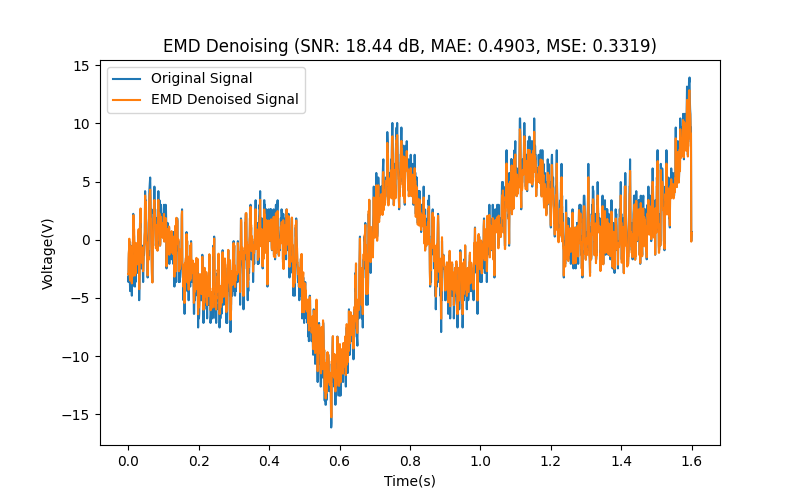 EMD Denoising (SNR: 18.44 dB, MAE: 0.4903, MSE: 0.3319)
Original Signal
EMD Denoised Signal
15
10
5
0
−5
−10
−15
Voltage(V)
0.0 0.2 0.4 0.6 0.8 1.0 1.2 1.4 1.6
Time(s)